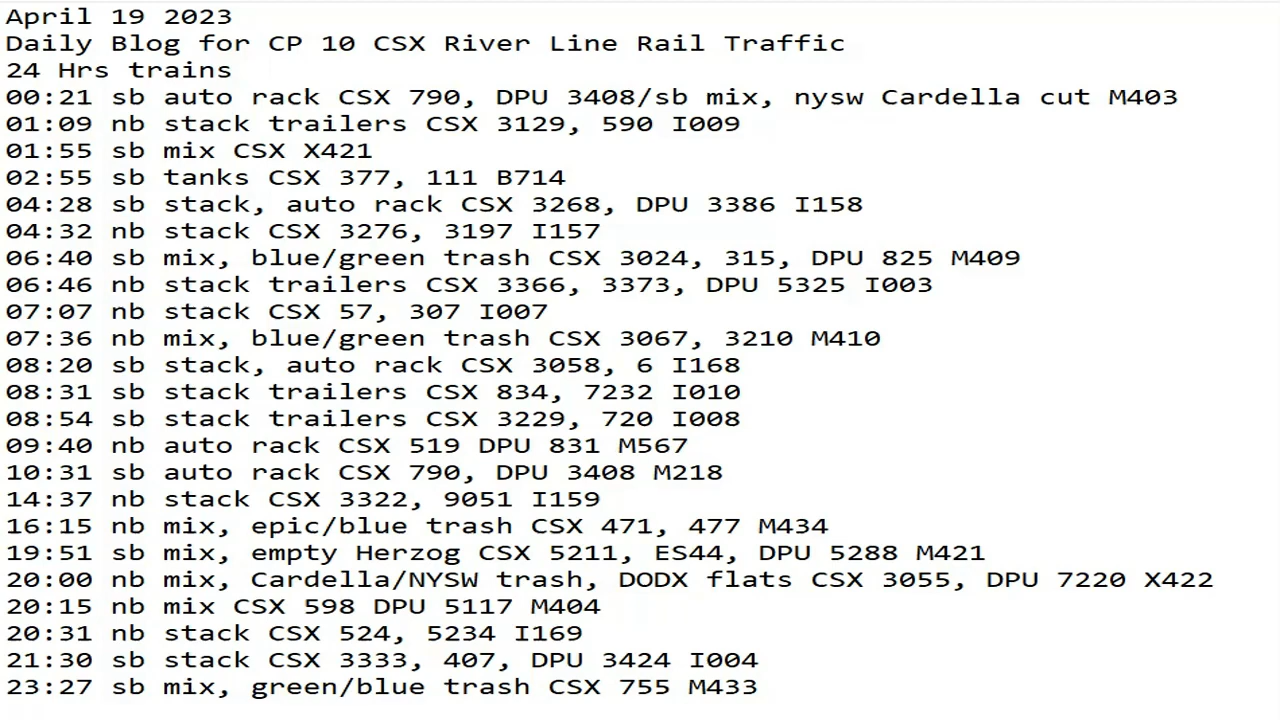 April 19 2023
Daily Blog for CP 10 CSX River Line Rail Traffic
24 Hrs trains
00:21 sb auto rack CSX 790, DPU 3408/sb mix, nysw Cardella cut M403
01:09 nb stack trailers CSX 3129, 590 I009
01:55 sb mix CSX X421
02:55 sb tanks CSX 377, 111 B714
04:28 sb stack, auto rack CSX 3268, DPU 3386 I158
04:32 nb stack CSX 3276, 3197 I157
06:40 sb mix, blue/green trash CSX 3024, 315, DPU 825 M409
06:46 nb stack trailers CSX 3366, 3373, DPU 5325 I003
07:07 nb stack CSX 57, 307 I007
07:36 nb mix, blue/green trash CSX 3067, 3210 M410
08:20 sb stack, auto rack CSX 3058, 6 I168
08:31 sb stack trailers CSX 834, 7232 I010
08:54 sb stack trailers CSX 3229, 720 I008
09:40 nb auto rack CSX 519 DPU 831 M567
10:31 sb auto rack CSX 790, DPU 3408 M218
14:37 nb stack CSX 3322, 9051 I159
16:15 nb mix, epic/blue trash CSX 471, 477 M434
19:51 sb mix, empty Herzog CSX 5211, ES44, DPU 5288 M421
20:00 nb mix, Cardella/NYSW trash, DODX flats CSX 3055, DPU 7220 X422
20:15 nb mix CSX 598 DPU 5117 M404
20:31 nb stack CSX 524, 5234 I169
21:30 sb stack CSX 3333, 407, DPU 3424 I004
23:27 sb mix, green/blue trash CSX 755 M433